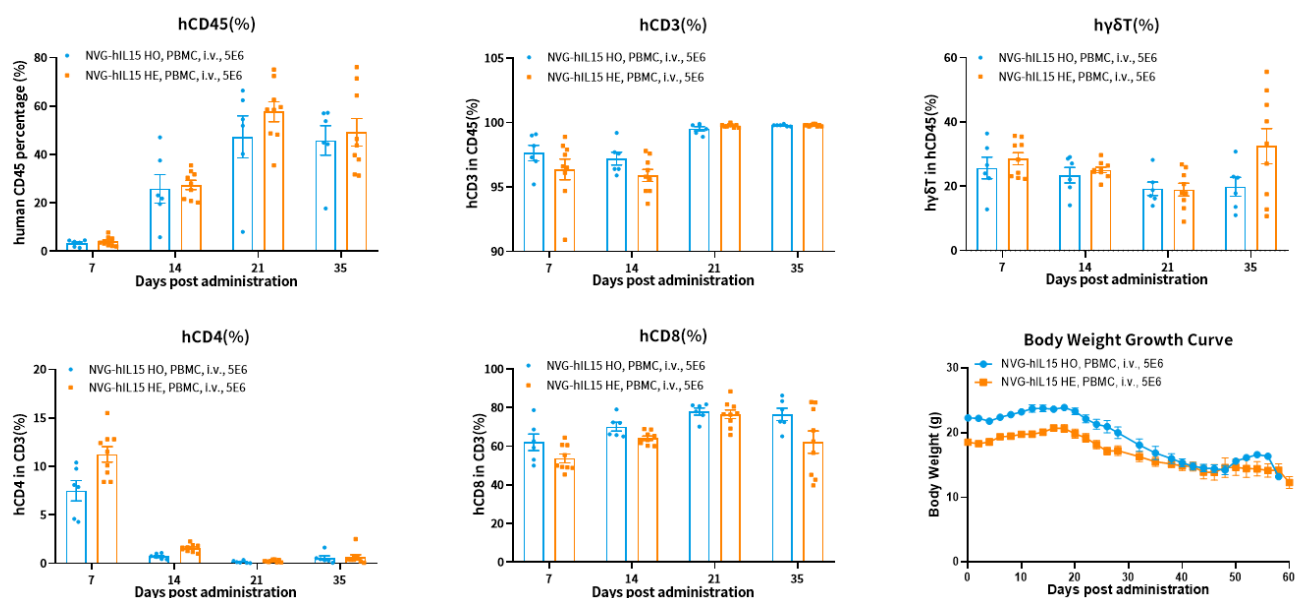 hCD45(%)
NVG-hIL15 HO, PBMC, i.v., 5E6
NVG-hIL15 HE, PBMC, i.v., 5E6
human CD45 percentage (%)
80
60
40
20
0
7 14 21 35
Days post administration
hCD3(%)
NVG-hIL15 HO, PBMC, i.v., 5E6
NVG-hIL15 HE, PBMC, i.v., 5E6
hCD3 in CD45(%)
105
100
95
90
7 14 21 35
Days post administration
hγδT(%)
NVG-hIL15 HO, PBMC, i.v., 5E6
NVG-hIL15 HE, PBMC, i.v., 5E6
hγδT in hCD45(%)
60
40
20
0
7 14 21 35
Days post administration
hCD4(%)
NVG-hIL15 HO, PBMC, i.v., 5E6
NVG-hIL15 HE, PBMC, i.v., 5E6
hCD4 in CD3(%)
20
15
10
5
0
7 14 21 35
Days post administration
hCD8(%)
NVG-hIL15 HO, PBMC, i.v., 5E6
NVG-hIL15 HE, PBMC, i.v., 5E6
hCD8 in CD3(%)
100
80
60
40
20
0
7 14 21 35
Days post administration
Body Weight Growth Curve
NVG-hIL15 HO, PBMC, i.v., 5E6
NVG-hIL15 HE, PBMC, i.v., 5E6
Body Weight (g)
30
20
10
0
0 10 20 30 40 50 60
Days post administration